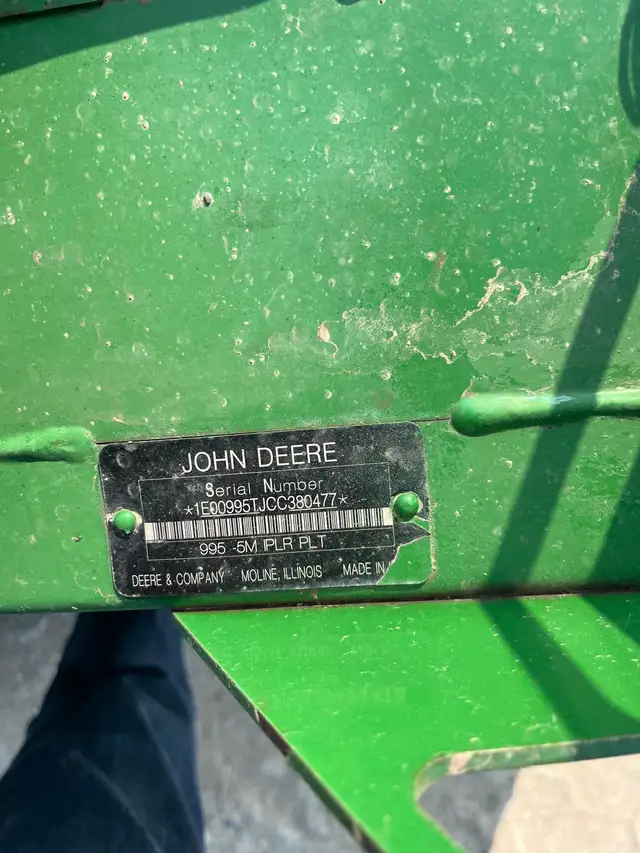 JOHN DEERE
Serial Number
*1E00995TJCC380477*
995 -5M IPLR PLT
DEERE & COMPANY MOLINE, ILLINOIS MADE IN